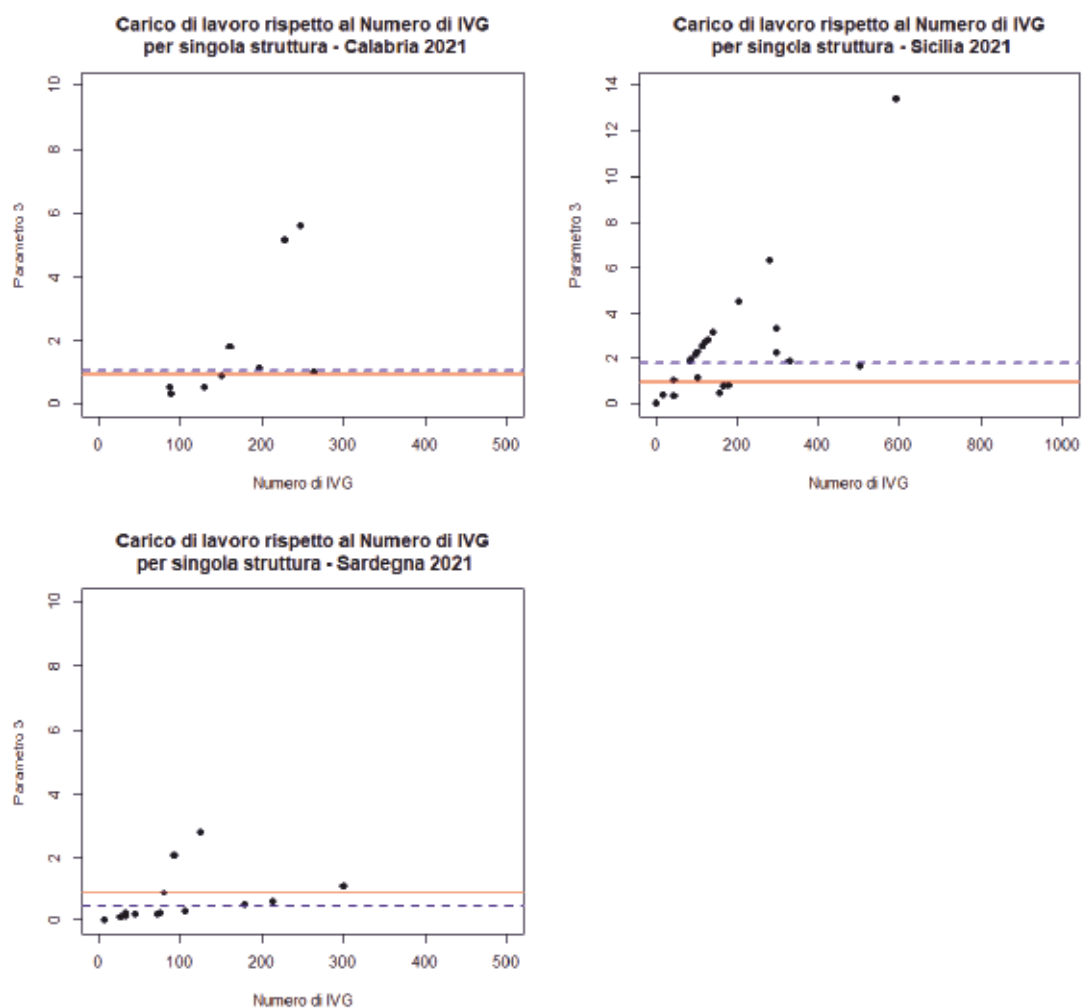 Carico di lavoro rispetto al Numero di IVG
per singola struttura - Calabria 2021
10
8
6
4
2
0
Parametro 3
0 100 200 300 400 500
Numero di IVG
Carico di lavoro rispetto al Numero di IVG
per singola struttura - Sicilia 2021
14
12
10
8
6
4
2
0
Parametro 3
0 200 400 600 800 1000
Numero di IVG
Carico di lavoro rispetto al Numero di IVG
per singola struttura - Sardegna 2021
10
8
6
4
2
0
Parametro 3
0 100 200 300 400 500
Numero di IVG